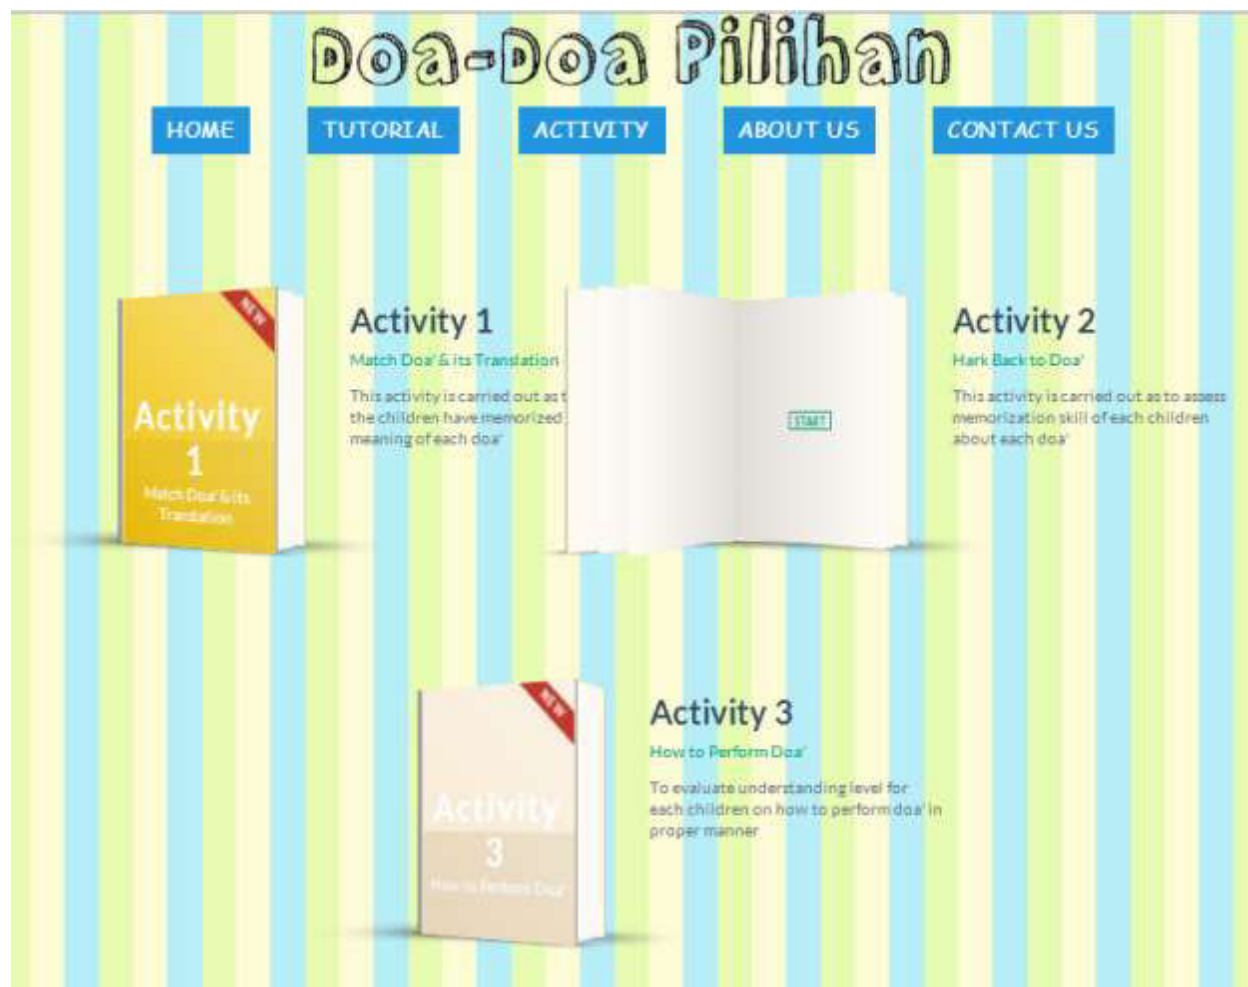 Doa-Doa Pilihan
HOME
TUTORIAL
ACTIVITY
ABOUT US
CONTACT US
NEW
Activity
1
Match Doa' & its
Translation
Activity 1
Match Doa' & its Translation
This activity is carried out as t
the children have memorized
meaning of each doa'
START
Activity 2
Hark Back to Doa'
This activity is carried out as to assess
memorization skill of each children
about each doa'
NEW
Activity
3
How to Perform Doa'
Activity 3
How to Perform Doa'
To evaluate understanding level for
each children on how to perform doa' in
proper manner